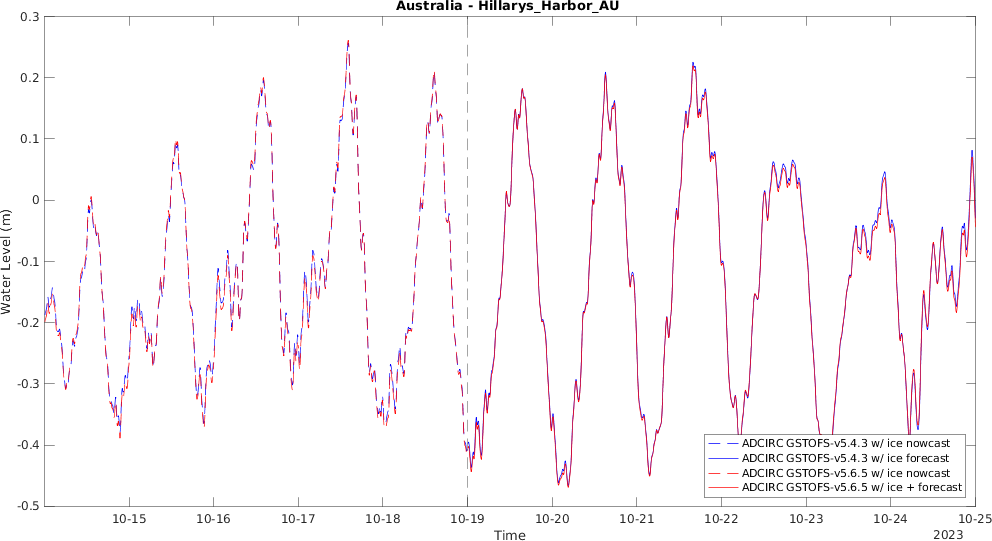 Australia - Hillarys_Harbor_AU
0.3
0.2
0.1
0
-0.1
-0.2
-0.3
-0.4
-0.5
Water Level (m)
ADCIRC GSTOFS-v5.4.3 w/ ice nowcast
ADCIRC GSTOFS-v5.4.3 w/ ice forecast
ADCIRC GSTOFS-v5.6.5 w/ ice nowcast
ADCIRC GSTOFS-v5.6.5 w/ ice + forecast
10-15 10-16 10-17 10-18 10-19 10-20 10-21 10-22 10-23 10-24 10-25
Time
2023